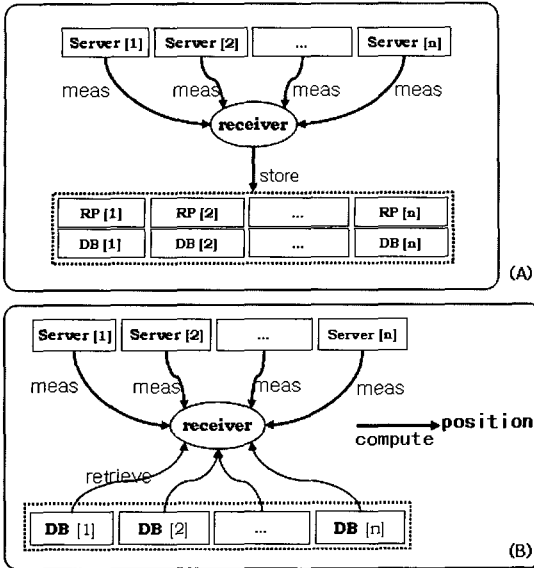 Server [1] Server [2] ... Server [n]
meas meas meas meas
receiver
store
RP [1] RP [2] ... RP [n]
DB [1] DB [2] ... DB [n]
(A)
Server [1] Server [2] ... Server [n]
meas meas meas meas
receiver
position
compute
retrieve
DB [1] DB [2] ... DB [n]
(B)